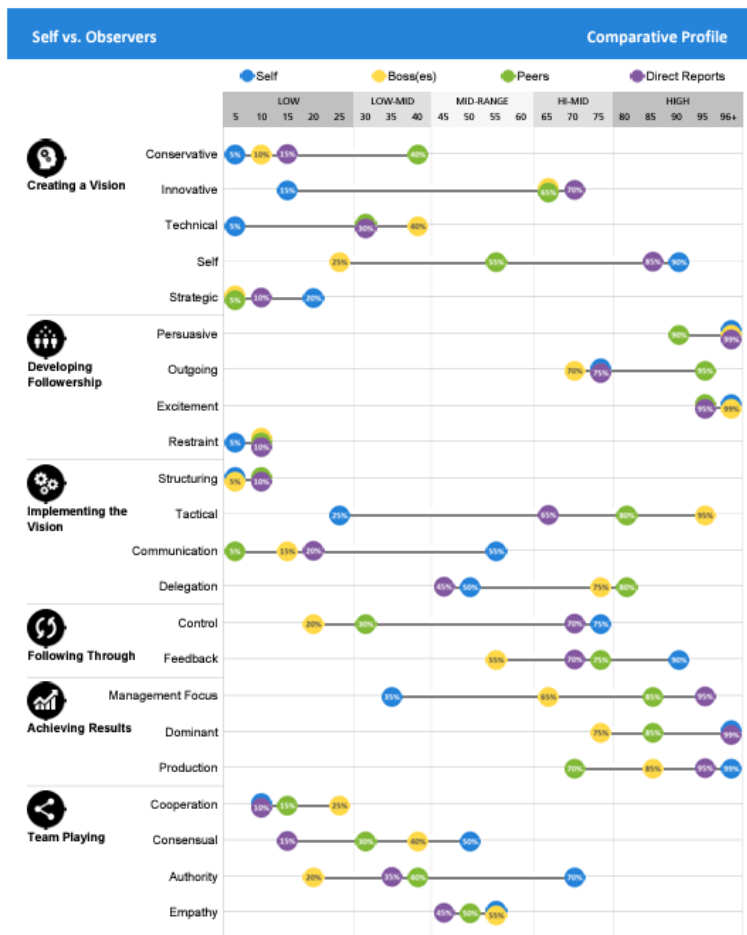 Self vs. Observers Comparative Profile
Self Boss(es) Peers Direct Reports
LOW LOW-MID MID-RANGE HI-MID HIGH
5 10 15 20 25 30 35 40 45 50 55 60 65 70 75 80 85 90 95 96+
Creating a Vision
Conservative 5% 10% 15% 40%
Innovative 15% 65% 70%
Technical 5% 30% 40%
Self 25% 55% 85% 90%
Strategic 5% 10% 20%
Developing
Followership
Persuasive 90% 99%
Outgoing 70% 75% 95%
Excitement 95% 99%
Restraint 5% 10%
Implementing the
Vision
Structuring 5% 10%
Tactical 25% 65% 80% 95%
Communication 5% 15% 20% 55%
Delegation 45% 50% 75% 80%
Following Through
Control 20% 30% 70% 75%
Feedback 55% 70% 75% 90%
Achieving Results
Management Focus 35% 65% 85% 95%
Dominant 75% 85% 99%
Production 70% 85% 95% 99%
Team Playing
Cooperation 10% 15% 25%
Consensual 15% 30% 40% 50%
Authority 20% 35% 40% 70%
Empathy 45% 50% 55%